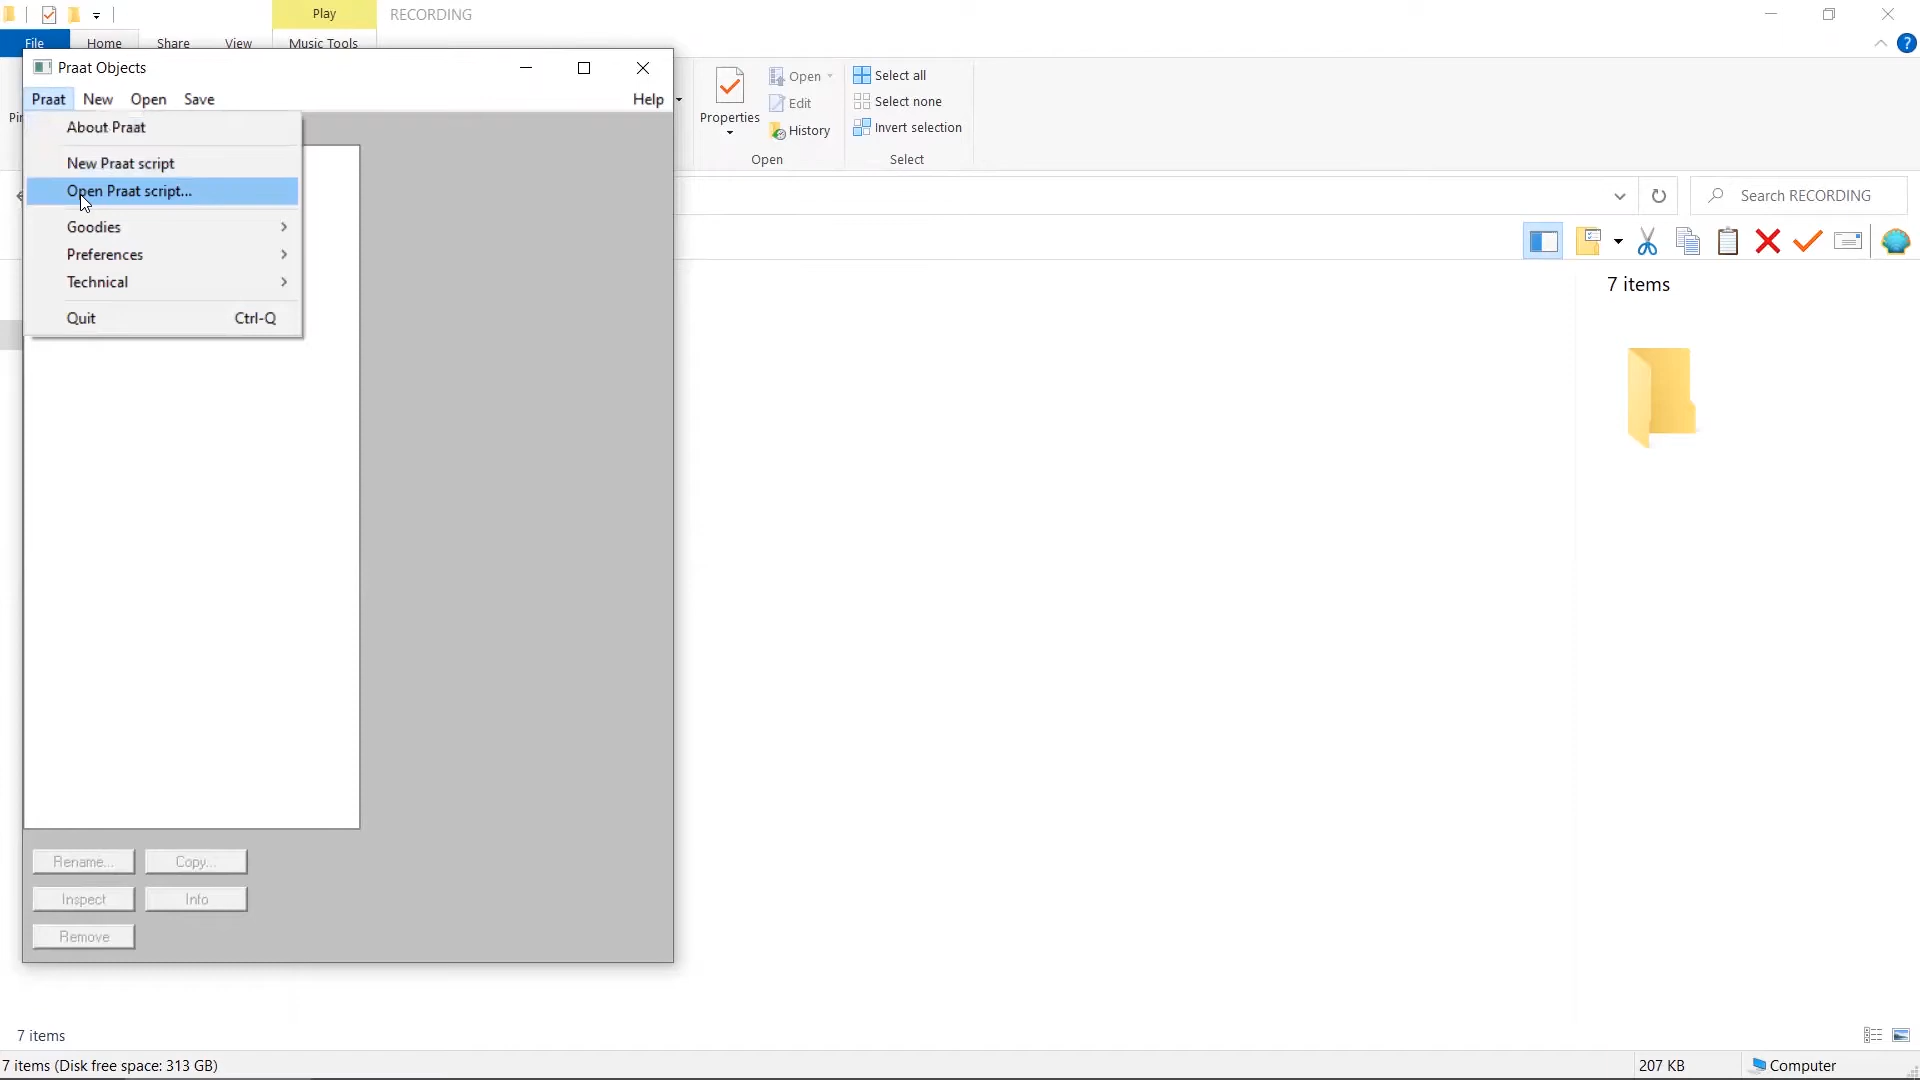 Play
RECORDING
File
Home
Share
View
Music Tools
Praat Objects
Praat
New
Open
Save
Help
About Praat
New Praat script
Open Praat script...
Goodies
Preferences
Technical
Quit
Ctrl-Q
Rename...
Copy...
Inspect
Info
Remove
Properties
Open
Edit
History
Open
Select all
Select none
Invert selection
Select
Search RECORDING
7 items
7 items
7 items (Disk free space: 313 GB)
207 KB
Computer